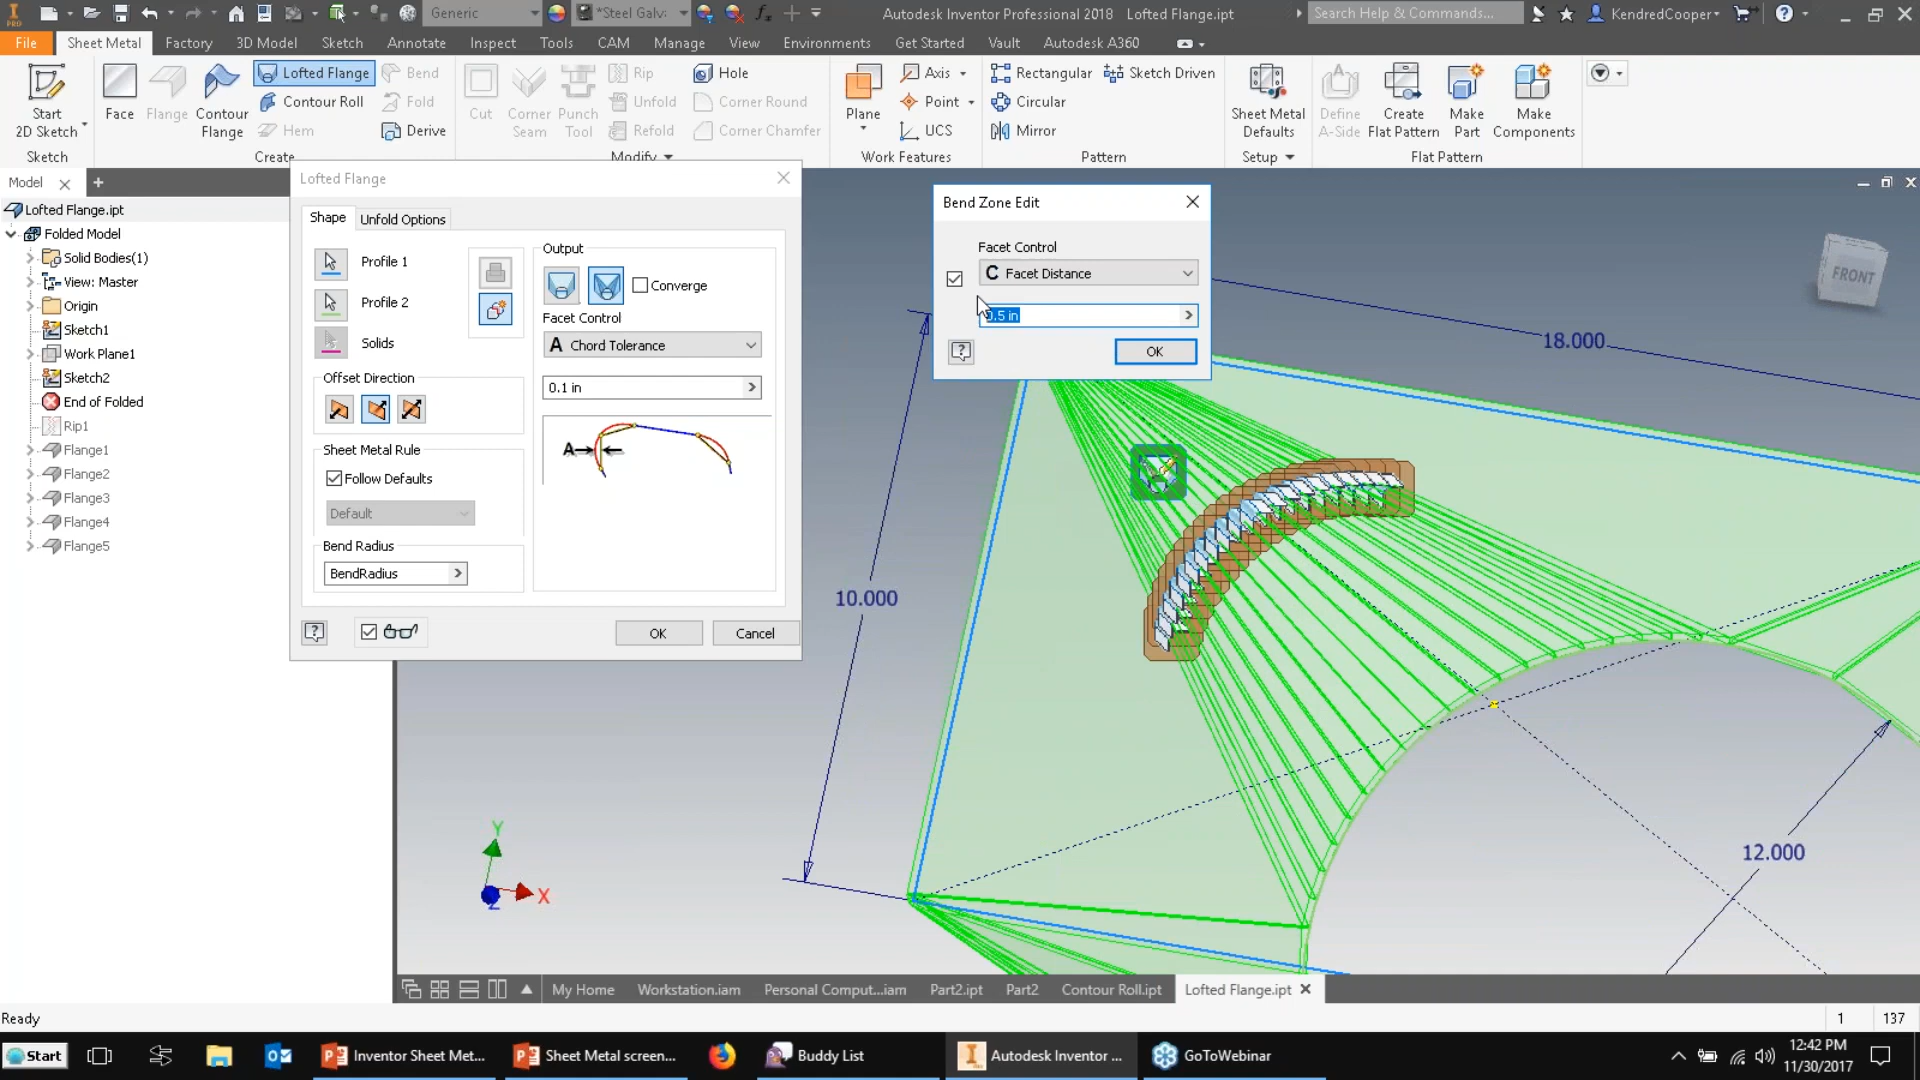 PRO
Generic
*Steel Galv
Autodesk Inventor Professional 2018 Lofted Flange.ipt
Search Help & Commands...
KendredCooper
File
Sheet Metal
Factory
3D Model
Sketch
Annotate
Inspect
Tools
CAM
Manage
View
Environments
Get Started
Vault
Autodesk A360
Start
2D Sketch
Face
Flange
Contour
Flange
Lofted Flange
Contour Roll
Hem
Bend
Fold
Derive
Cut
Corner
Seam
Punch
Tool
Rip
Unfold
Refold
Hole
Corner Round
Corner Chamfer
Plane
Axis
Point
UCS
Rectangular
Circular
Mirror
Sketch Driven
Sheet Metal
Defaults
Define
A-Side
Create
Flat Pattern
Make
Part
Make
Components
Sketch
Create
Modify
Work Features
Pattern
Setup
Flat Pattern
Model
Lofted Flange.ipt
Folded Model
Solid Bodies(1)
View: Master
Origin
Sketch1
Work Plane1
Sketch2
End of Folded
Rip1
Flange1
Flange2
Flange3
Flange4
Flange5
Lofted Flange
Shape
Unfold Options
Profile 1
Profile 2
Solids
Offset Direction
Sheet Metal Rule
Follow Defaults
Default
Bend Radius
BendRadius
Output
Converge
Facet Control
A Chord Tolerance
0.1 in
A
OK
Cancel
Bend Zone Edit
Facet Control
C Facet Distance
0.5 in
OK
FRONT
18.000
10.000
12.000
Y
X
Z
My Home
Workstation.iam
Personal Comput...iam
Part2.ipt
Part2
Contour Roll.ipt
Lofted Flange.ipt
Ready
1
137
Start
Inventor Sheet Met...
Sheet Metal screen...
Buddy List
Autodesk Inventor ...
GoToWebinar
12:42 PM
11/30/2017